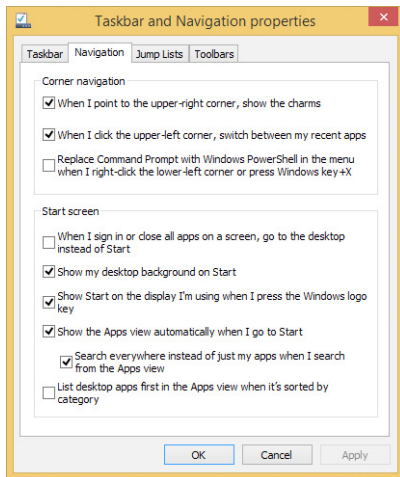 Taskbar and Navigation properties
Taskbar Navigation Jump Lists Toolbars
Corner navigation
When I point to the upper-right corner, show the charms
When I click the upper-left corner, switch between my recent apps
Replace Command Prompt with Windows PowerShell in the menu
when I right-click the lower-left corner or press Windows key+X
Start screen
When I sign in or close all apps on a screen, go to the desktop
instead of Start
Show my desktop background on Start
Show Start on the display I'm using when I press the Windows logo
key
Show the Apps view automatically when I go to Start
Search everywhere instead of just my apps when I search
from the Apps view
List desktop apps first in the Apps view when it's sorted by
category
OK Cancel Apply